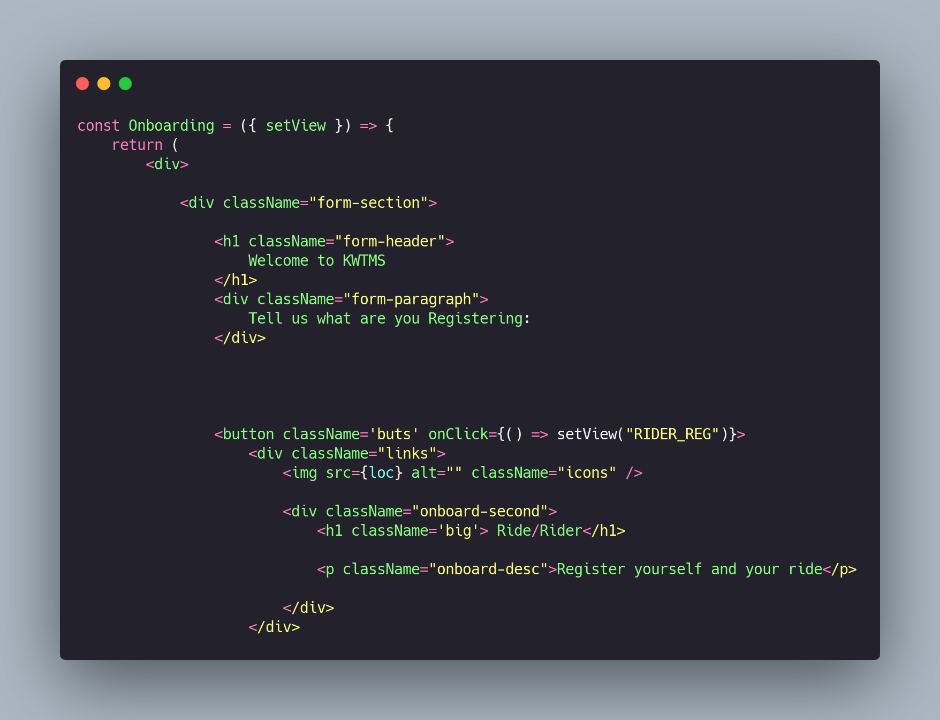 const Onboarding = ({ setView }) => {
    return (
        <div>
            <div className="form-section">
                <h1 className="form-header">
                    Welcome to KWTMS
                </h1>
                <div className="form-paragraph">
                    Tell us what are you Registering:
                </div>
                <button className='buts' onClick={() => setView("RIDER_REG")}>
                    <div className="links">
                        <img src={loc} alt="" className="icons" />
                        <div className="onboard-second">
                            <h1 className='big'> Ride/Rider</h1>
                            <p className="onboard-desc">Register yourself and your ride</p>
                        </div>
                    </div>